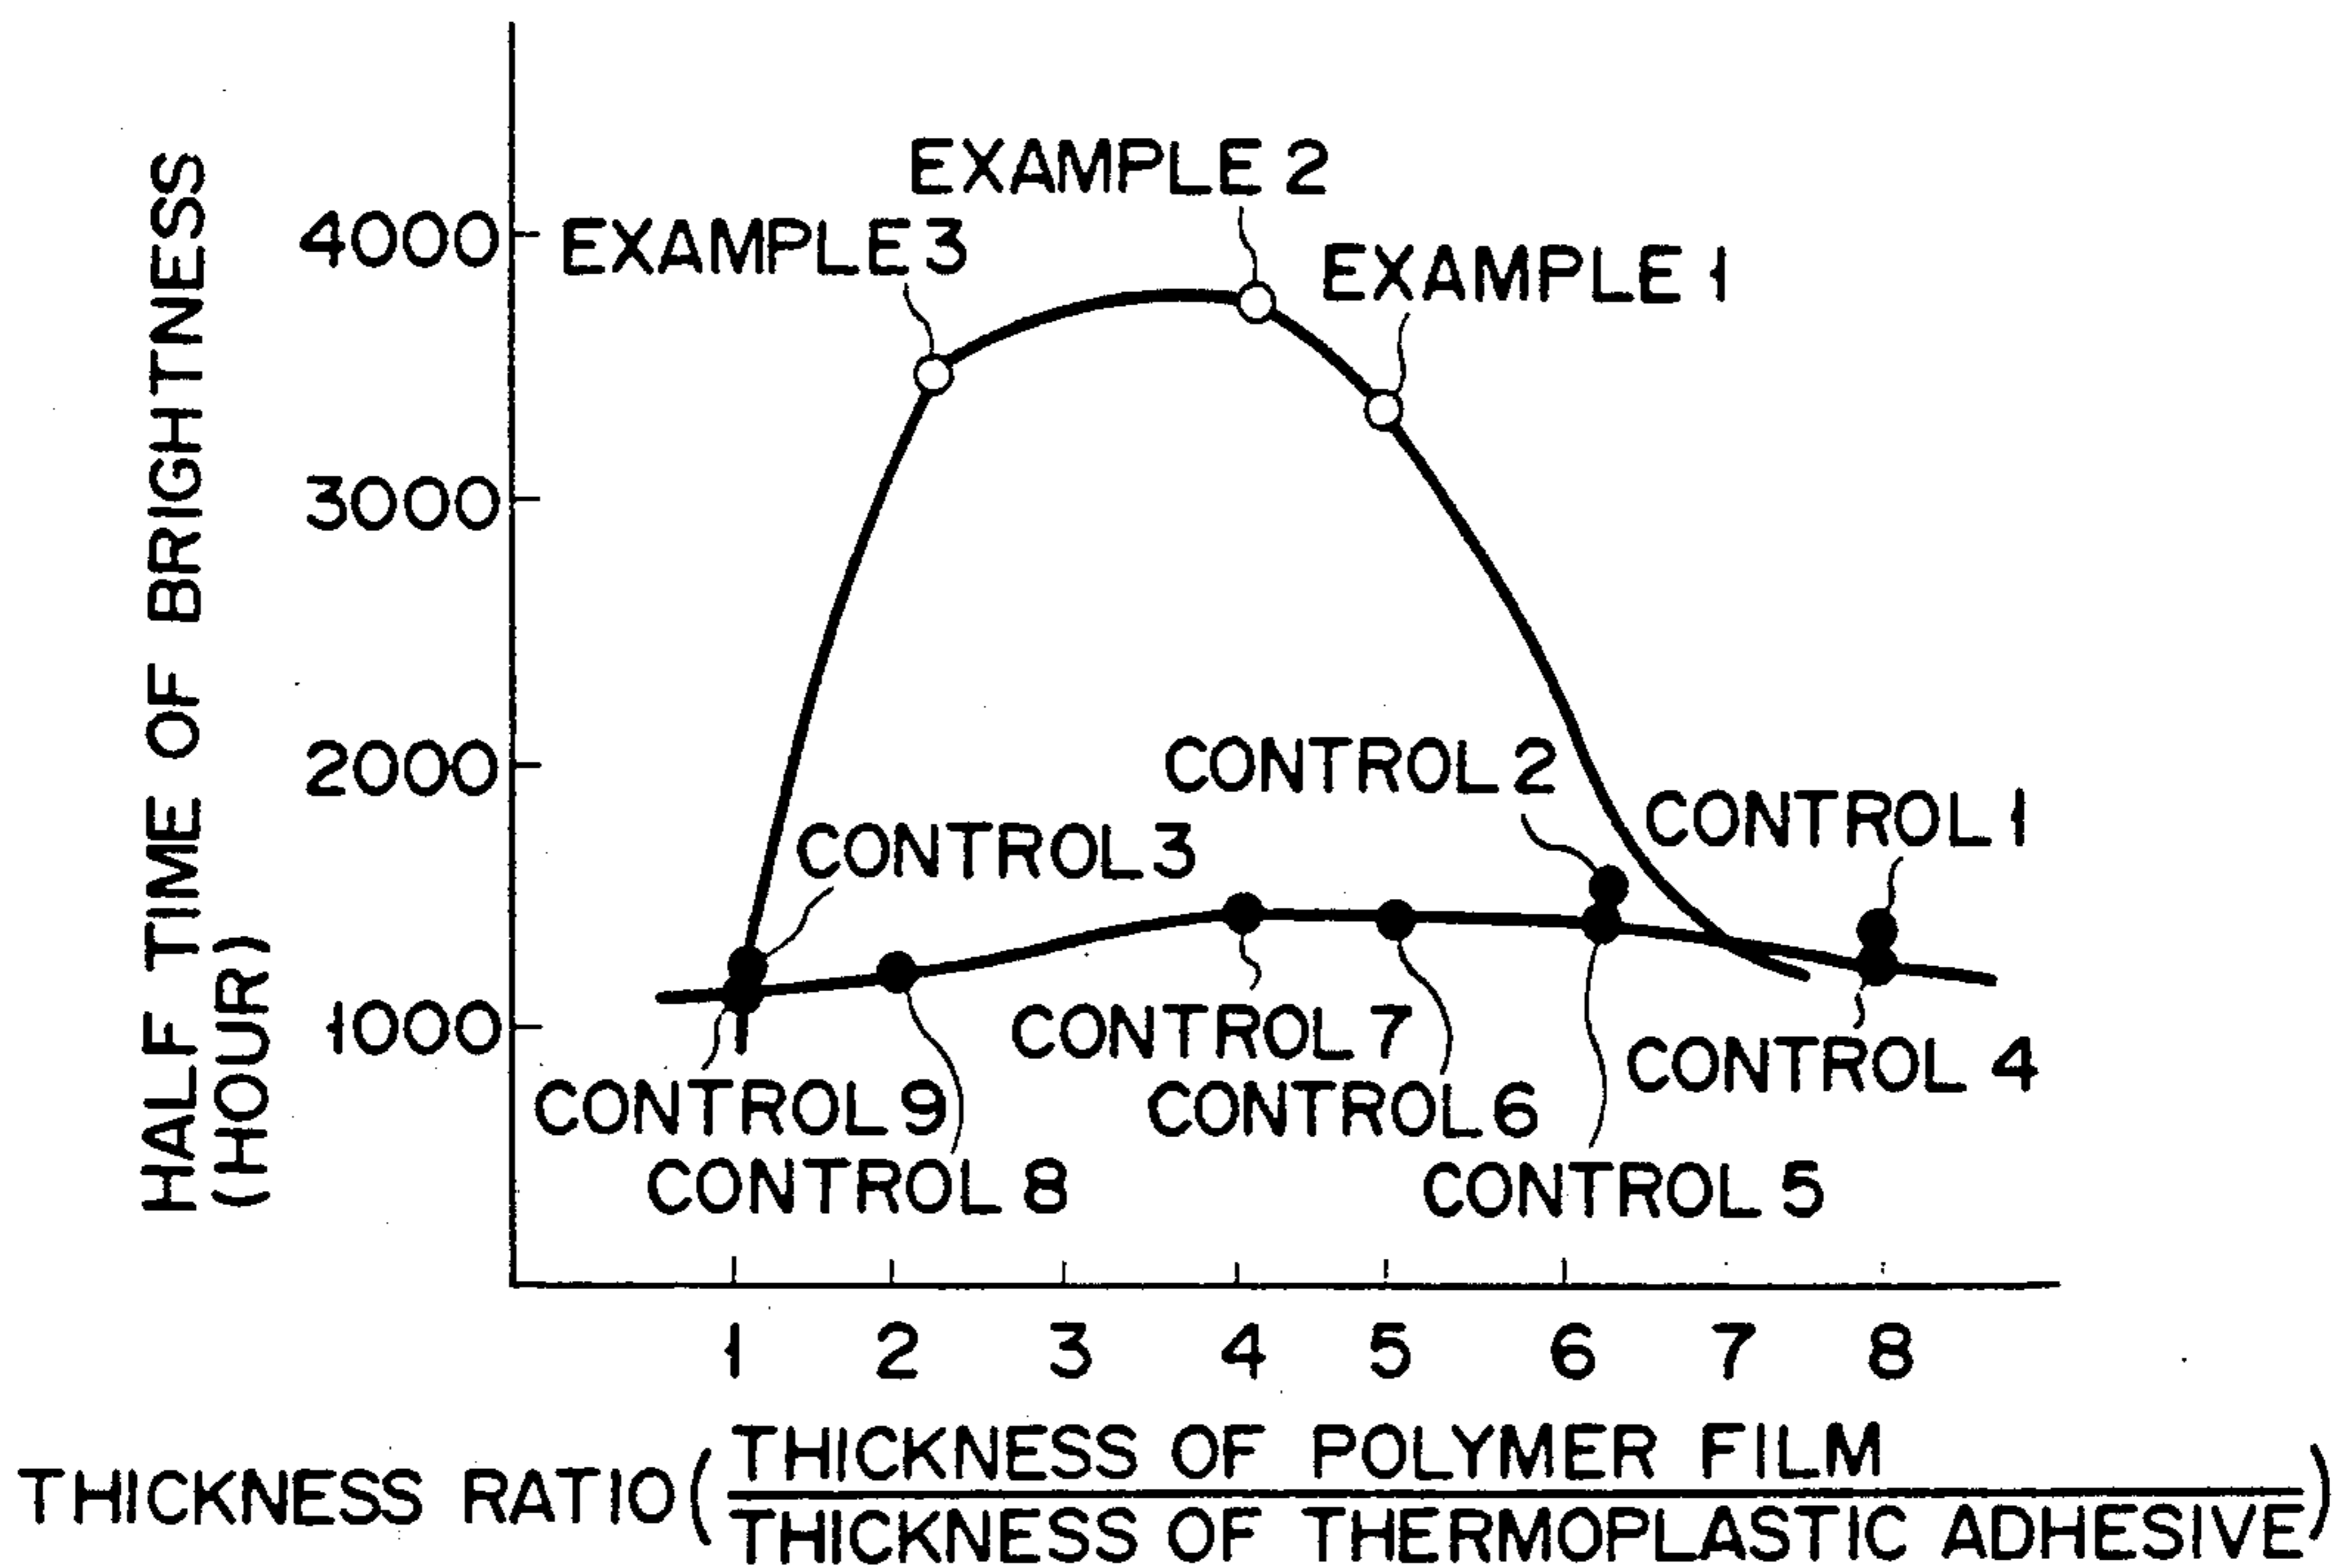 HALF TIME OF BRIGHTNESS
(HOUR)
4000
3000
2000
1000
EXAMPLE 2
EXAMPLE 3
EXAMPLE 1
CONTROL 2
CONTROL 1
CONTROL 3
CONTROL 7
CONTROL 4
CONTROL 9
CONTROL 6
CONTROL 8
CONTROL 5
1 2 3 4 5 6 7 8
THICKNESS RATIO (THICKNESS OF POLYMER FILM
THICKNESS OF THERMOPLASTIC ADHESIVE)